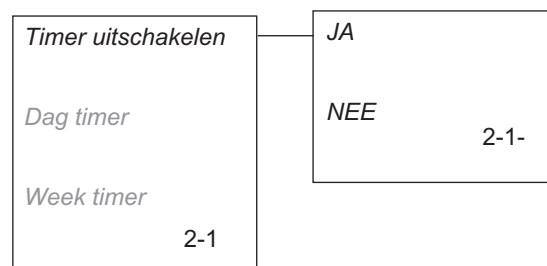 Timer uitschakelen
Dag timer
Week timer
2-1
JA
NEE
2-1-